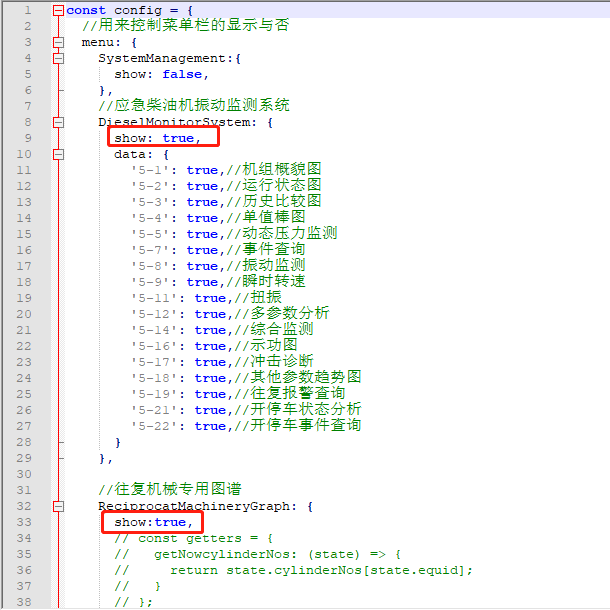 1 const config = {
2 //用来控制菜单栏的显示与否
3 menu: {
4 SystemManagement:{
5 show: false,
6 },
7 //应急柴油机振动监测系统
8 DieselMonitorSystem: {
9 show: true,
10 data: {
11 '5-1': true,//机组概貌图
12 '5-2': true,//运行状态图
13 '5-3': true,//历史比较图
14 '5-4': true,//单值棒图
15 '5-5': true,//动态压力监测
16 '5-7': true,//事件查询
17 '5-8': true,//振动监测
18 '5-9': true,//瞬时转速
19 '5-11': true,//扭振
20 '5-12': true,//多参数分析
21 '5-14': true,//综合监测
22 '5-16': true,//示功图
23 '5-17': true,//冲击诊断
24 '5-18': true,//其他参数趋势图
25 '5-19': true,//往复报警查询
26 '5-21': true,//开停车状态分析
27 '5-22': true,//开停车事件查询
28 }
29 },
30
31 //往复机械专用图谱
32 ReciprocatMachineryGraph: {
33 show:true,
34 // const getters = {
35 // getNowcylinderNos: (state) => {
36 // return state.cylinderNos[state.equid];
37 // }
38 // };